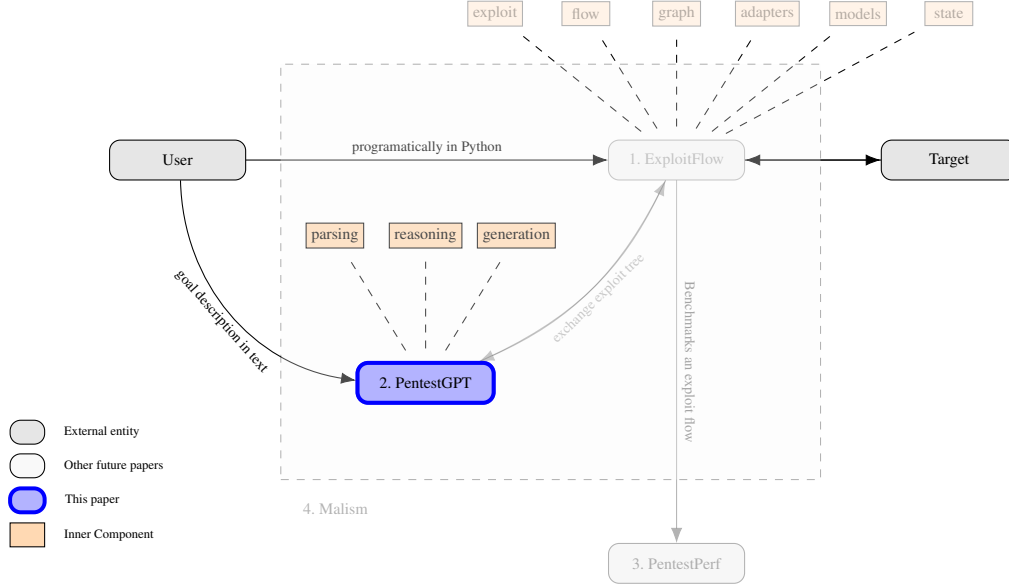 exploit
flow
graph
adapters
models
state
User
programatically in Python
1. ExploitFlow
Target
parsing
reasoning
generation
goal description in text
exchange exploit tree
Benchmarks an exploit flow
2. PentestGPT
External entity
Other future papers
This paper
Inner Component
4. Malism
3. PentestPerf